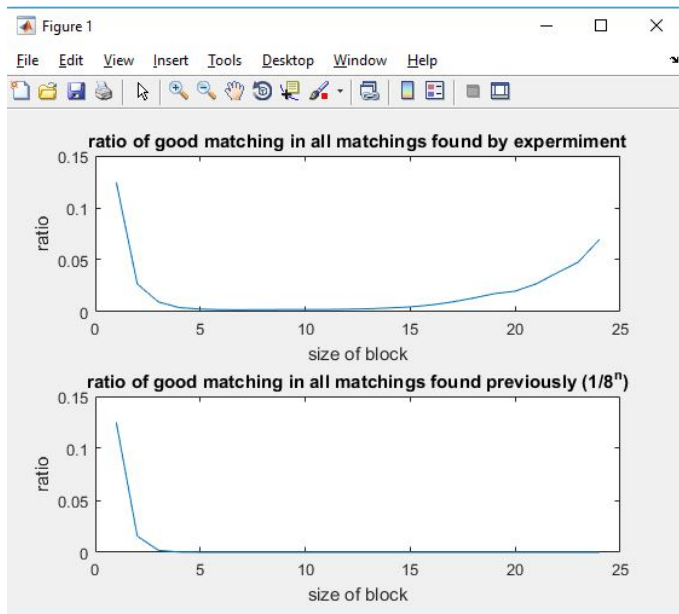 Figure 1
File Edit View Insert Tools Desktop Window Help
ratio of good matching in all matchings found by expermiment
0.15
0.1
0.05
0
ratio
0 5 10 15 20 25
size of block
ratio of good matching in all matchings found previously (1/8ⁿ)
0.15
0.1
0.05
0
ratio
0 5 10 15 20 25
size of block